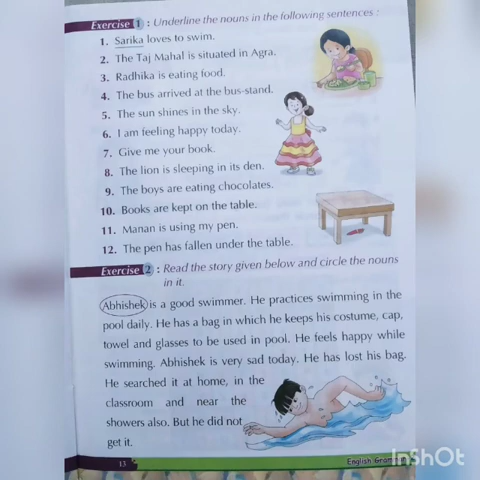 Exercise 1 : Underline the nouns in the following sentences :
1. Sarika loves to swim.
2. The Taj Mahal is situated in Agra.
3. Radhika is eating food.
4. The bus arrived at the bus-stand.
5. The sun shines in the sky.
6. I am feeling happy today.
7. Give me your book.
8. The lion is sleeping in its den.
9. The boys are eating chocolates.
10. Books are kept on the table.
11. Manan is using my pen.
12. The pen has fallen under the table.
Exercise 2 : Read the story given below and circle the nouns
in it.
Abhishek is a good swimmer. He practices swimming in the
pool daily. He has a bag in which he keeps his costume, cap,
towel and glasses to be used in pool. He feels happy while
swimming. Abhishek is very sad today. He has lost his bag.
He searched it at home, in the
classroom and near the
showers also. But he did not
get it.
13
English Grammar
InShOt